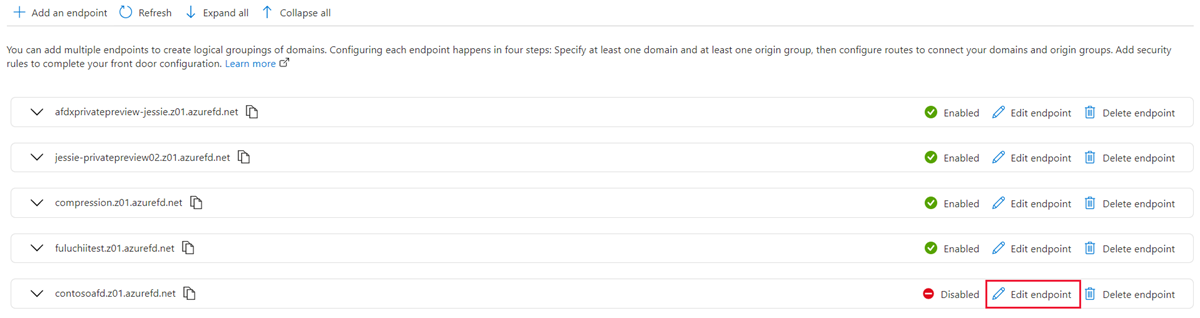 Add an endpoint Refresh Expand all Collapse all
You can add multiple endpoints to create logical groupings of domains. Configuring each endpoint happens in four steps: Specify at least one domain and at least one origin group, then configure routes to connect your domains and origin groups. Add security
rules to complete your front door configuration. Learn more
afdxprivatepreview-jessie.z01.azurefd.net Enabled Edit endpoint Delete endpoint
jessie-privatepreview02.z01.azurefd.net Enabled Edit endpoint Delete endpoint
compression.z01.azurefd.net Enabled Edit endpoint Delete endpoint
fuluchiitest.z01.azurefd.net Enabled Edit endpoint Delete endpoint
contosoafd.z01.azurefd.net Disabled Edit endpoint Delete endpoint